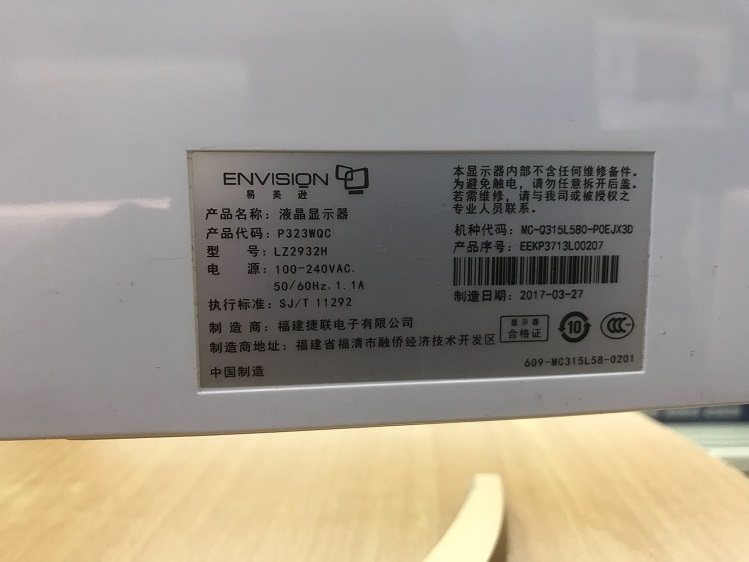 ENVISION
易美逊
产品名称: 液晶显示器
产品代码: P323WQC
型 号: LZ2932H
电 源: 100-240VAC,
50/60Hz, 1.1A
执行标准: SJ/T 11292
制造商: 福建捷联电子有限公司
制造商地址: 福建省福清市融侨经济技术开发区
中国制造
本显示器内部不含任何维修备件。
为避免触电,请勿任意拆开后盖。
若需维修,请与我司或被授权之
专业人员联系。
机种代码: MC-Q315L580-P0EJX3D
产品序号: EEKP3713L00207
制造日期: 2017-03-27
显示器
合格证
10
CCC
609-MC315L58-0201